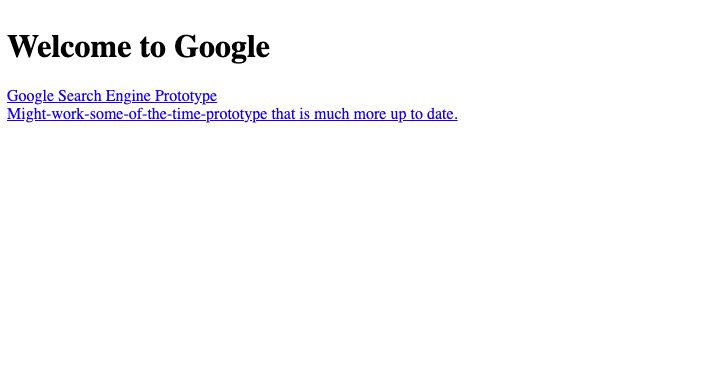 Welcome to Google
Google Search Engine Prototype
Might-work-some-of-the-time-prototype that is much more up to date.